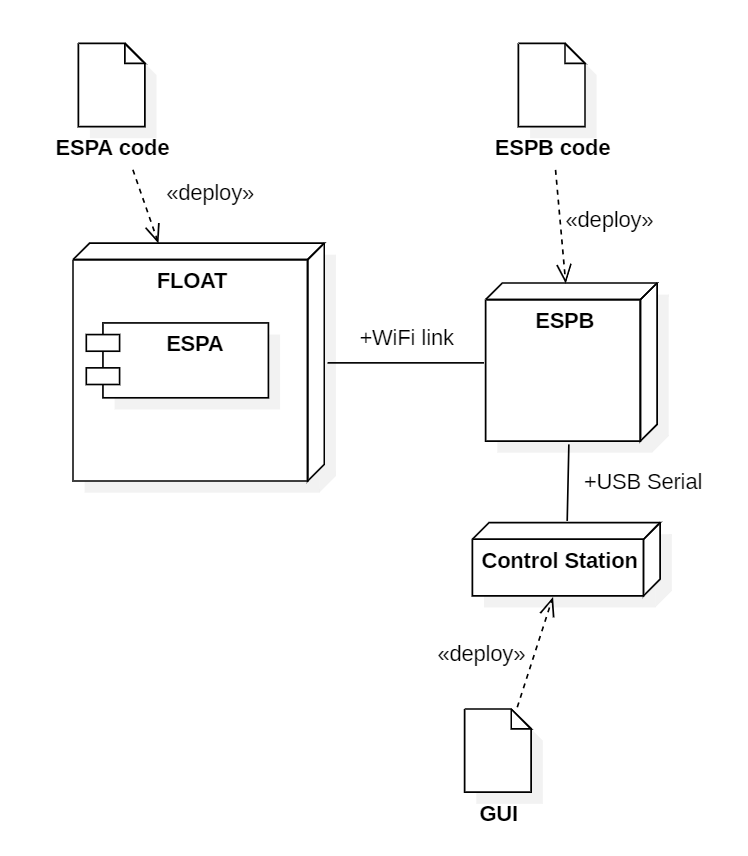 ESPA code
ESPB code
«deploy»
«deploy»
FLOAT
ESPA
+WiFi link
ESPB
+USB Serial
Control Station
«deploy»
GUI